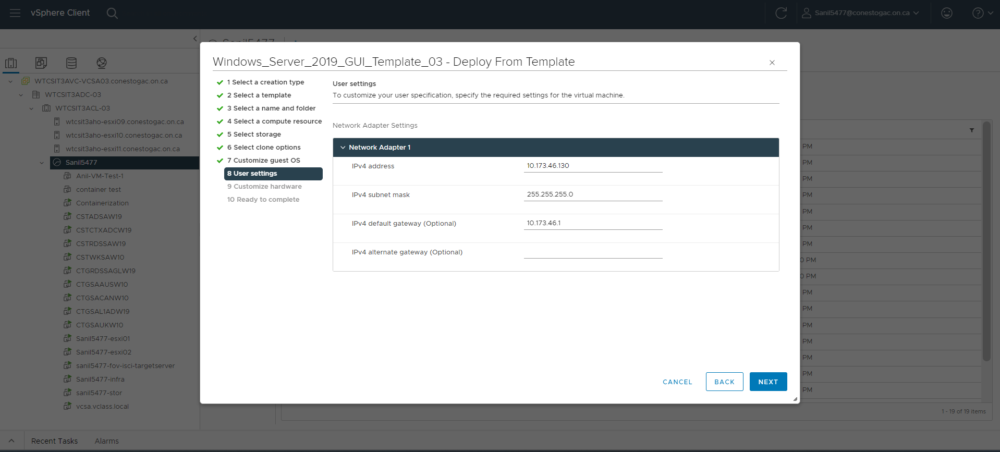 vSphere Client
Sanil5477@conestogac.on.ca
WTCSIT3AVC-VCSA03.conestogac.on.ca
WTCSIT3ADC-03
WTCSIT3ACL-03
wtcsit3aho-esxi09.conestogac.on.ca
wtcsit3aho-esxi10.conestogac.on.ca
wtcsit3aho-esxi11.conestogac.on.ca
Sanil5477
Anil-VM-Test-1
container test
Containerization
CSTADSAW19
CSTCTXADCW19
CSTRDSSAW19
CSTWKSAW10
CTGRDSSAGLW19
CTGSAAUSW10
CTGSACANW10
CTGSAL1ADW19
CTGSAUKW10
Sanil5477-esxi01
Sanil5477-esxi02
sanil5477-fov-isci-targetserver
Sanil5477-infra
sanil5477-stor
vcsa.vclass.local
Windows_Server_2019_GUI_Template_03 - Deploy From Template
1 Select a creation type
2 Select a template
3 Select a name and folder
4 Select a compute resource
5 Select storage
6 Select clone options
7 Customize guest OS
8 User settings
9 Customize hardware
10 Ready to complete
User settings
To customize your user specification, specify the required settings for the virtual machine.
Network Adapter Settings
Network Adapter 1
IPv4 address 10.173.46.130
IPv4 subnet mask 255.255.255.0
IPv4 default gateway (Optional) 10.173.46.1
IPv4 alternate gateway (Optional)
CANCEL BACK NEXT
PM
PM
PM
PM
PM
PM
PM
0 PM
0 PM
PM
PM
PM
PM
PM
PM
PM
1 - 19 of 19 items
Recent Tasks Alarms